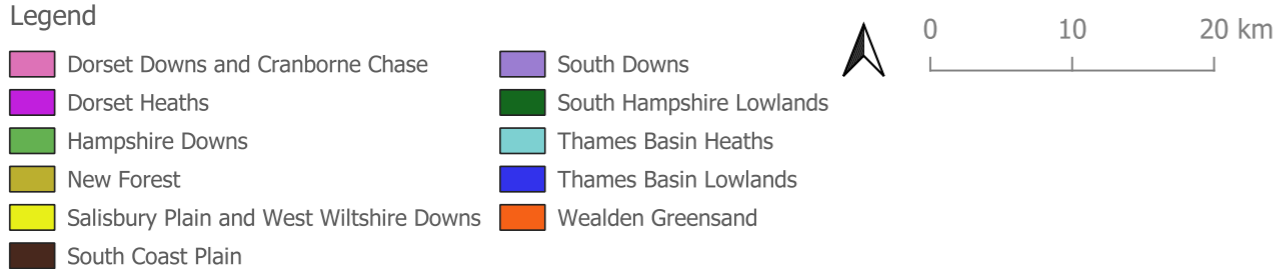 Legend
Dorset Downs and Cranborne Chase
Dorset Heaths
Hampshire Downs
New Forest
Salisbury Plain and West Wiltshire Downs
South Coast Plain
South Downs
South Hampshire Lowlands
Thames Basin Heaths
Thames Basin Lowlands
Wealden Greensand
0 10 20 km